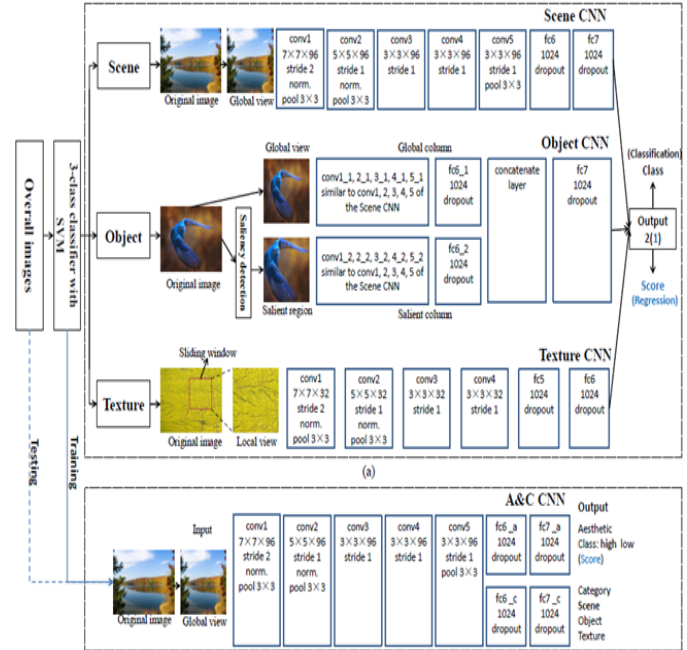 Scene CNN
Scene
Original image
Global view
conv1
7×7×96
stride 2
norm.
pool 3×3
conv2
5×5×96
stride 1
norm.
pool 3×3
conv3
3×3×96
stride 1
conv4
3×3×96
stride 1
conv5
3×3×96
stride 1
pool 3×3
fc6
1024
dropout
fc7
1024
dropout
Overall images
3-class classifier with
SVM
Object CNN
Object
Original image
Saliency detection
Global view
Salient region
Global column
conv1_1, 2_1, 3_1, 4_1, 5_1
similar to conv1, 2, 3, 4, 5 of
the Scene CNN
fc6_1
1024
dropout
conv1_2, 2_2, 3_2, 4_2, 5_2
similar to conv1, 2, 3, 4, 5 of
the Scene CNN
fc6_2
1024
dropout
Salient column
concatenate
layer
fc7
1024
dropout
(Classification)
Class
Output
2(1)
Score
(Regression)
Texture CNN
Texture
Sliding window
Original image
Local view
conv1
7×7×32
stride 2
norm.
pool 3×3
conv2
5×5×32
stride 1
norm.
pool 3×3
conv3
3×3×32
stride 1
conv4
3×3×32
stride 1
fc5
1024
dropout
fc6
1024
dropout
(a)
Testing
Training
A&C CNN
Input
Original image
Global view
conv1
7×7×96
stride 2
norm.
pool 3×3
conv2
5×5×96
stride 1
norm.
pool 3×3
conv3
3×3×96
stride 1
conv4
3×3×96
stride 1
conv5
3×3×96
stride 1
pool 3×3
fc6_a
1024
dropout
fc7_a
1024
dropout
fc6_c
1024
dropout
fc7_c
1024
dropout
Output
Aesthetic
Class: high low
(Score)
Category
Scene
Object
Texture